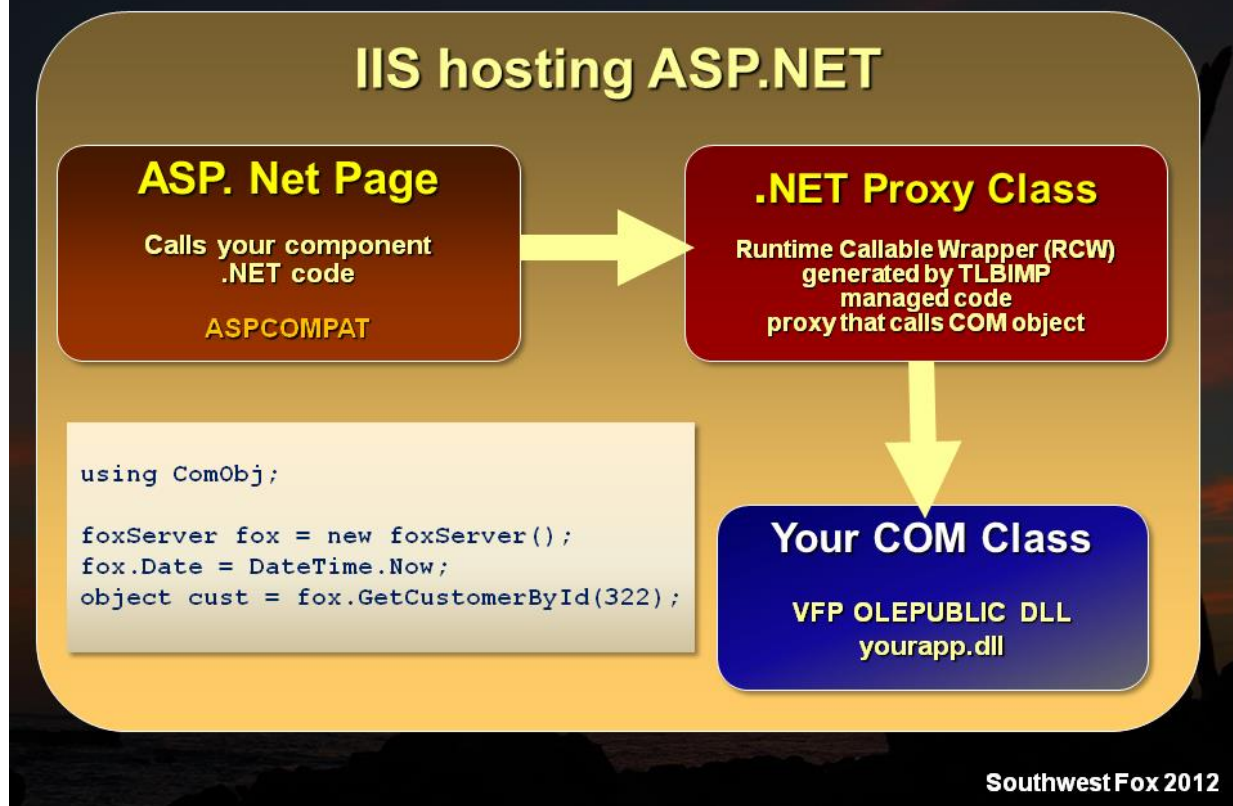 IIS hosting ASP.NET
ASP. Net Page
Calls your component
.NET code
ASPCOMPAT
.NET Proxy Class
Runtime Callable Wrapper (RCW)
generated by TLBIMP
managed code
proxy that calls COM object
using ComObj;
foxServer fox = new foxServer();
fox.Date = DateTime.Now;
object cust = fox.GetCustomerById(322);
Your COM Class
VFP OLEPUBLIC DLL
yourapp.dll
Southwest Fox 2012